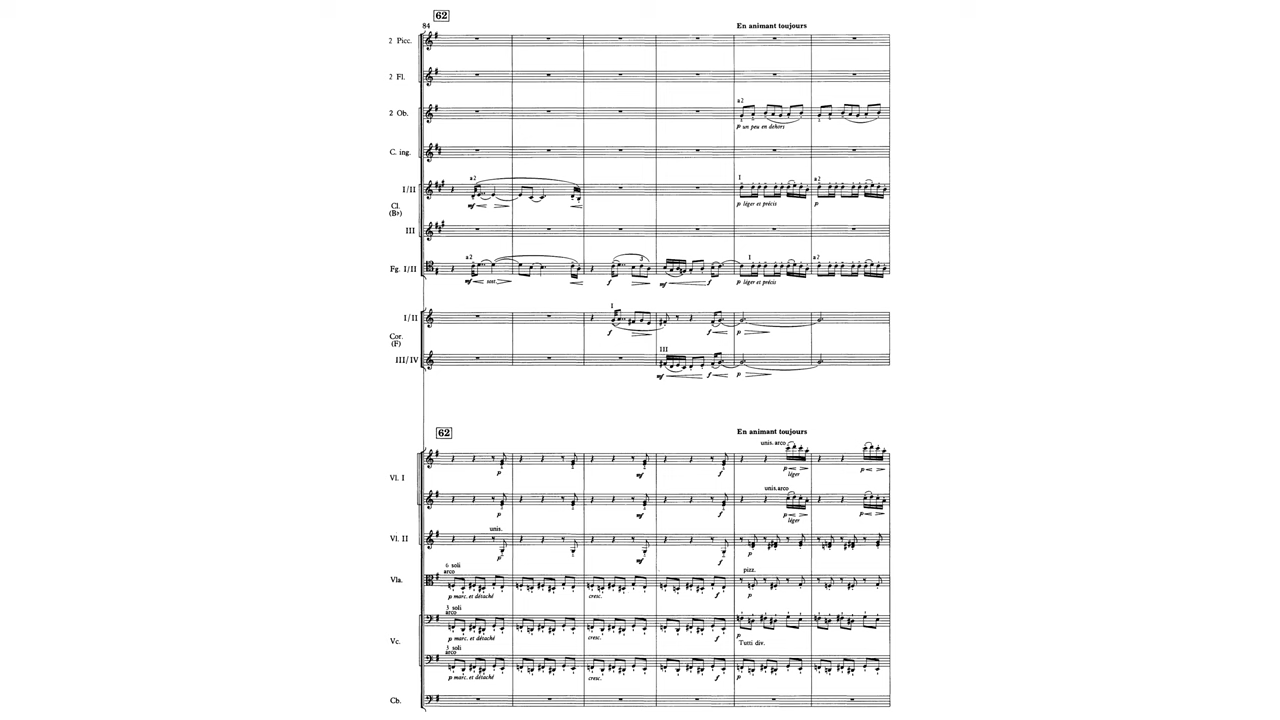 62
84 En animant toujours
2 Picc.
2 Fl.
a2
2 Ob.
p un peu en dehors
C. ing.
a2 I a2
I/II
mf p léger et précis p
Cl.
(B♭)
III
a2 3 I a2
Fg. I/II
mf sost. f mf f p léger et précis
I
I/II
f f p
Cor.
(F)
III
III/IV
mf f p
62 En animant toujours
unis. arco
p mf f p léger p
Vl. I
unis. arco
p mf f p léger p
unis.
Vl. II
p mf f p
6 soli
arco pizz.
Vla.
p marc. et détaché cresc. f p
3 soli
arco
p marc. et détaché cresc. f p
Vc. Tutti div.
3 soli
arco
p marc. et détaché cresc. f p
Cb.